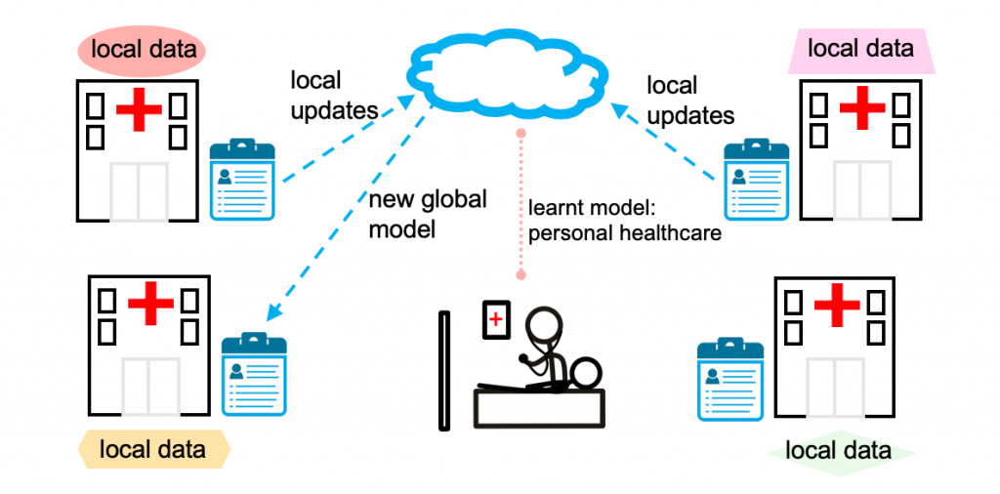 local data
local data
local
updates
local
updates
new global
model
learnt model:
personal healthcare
local data
local data